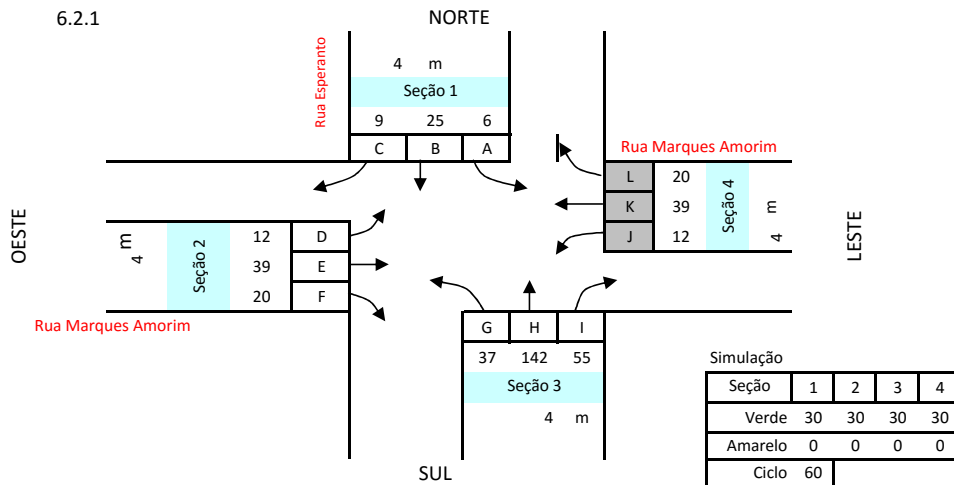 6.2.1
NORTE
Rua Esperanto
4 m
Seção 1
9 25 6
C B A
Rua Marques Amorim
L 20
K 39
J 12
Seção 4
4 m
LESTE
OESTE
4 m
Seção 2
12 D
39 E
20 F
Rua Marques Amorim
G H I
37 142 55
Seção 3
4 m
SUL
Simulação
Seção 1 2 3 4
Verde 30 30 30 30
Amarelo 0 0 0 0
Ciclo 60